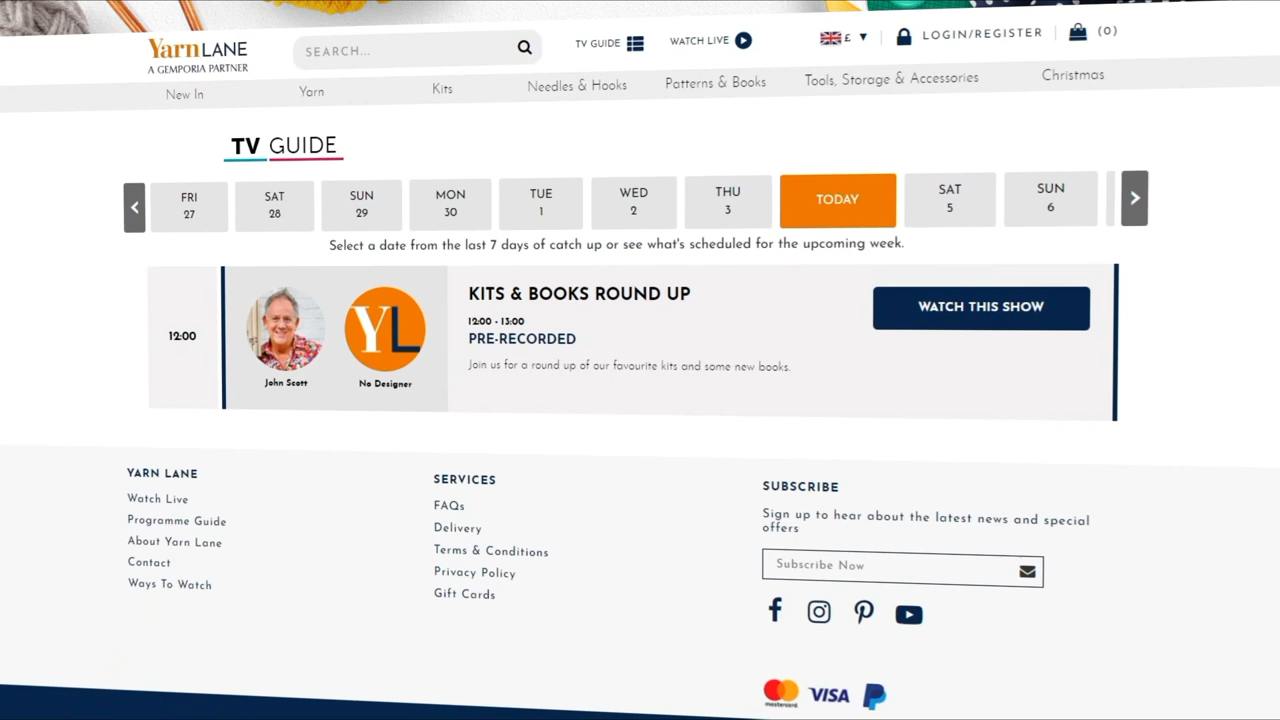 YarnLANE
A GEMPORIA PARTNER
SEARCH...
TV GUIDE
WATCH LIVE
£
LOGIN/REGISTER
(0)
New In
Yarn
Kits
Needles & Hooks
Patterns & Books
Tools, Storage & Accessories
Christmas
TV GUIDE
FRI
27
SAT
28
SUN
29
MON
30
TUE
1
WED
2
THU
3
TODAY
SAT
5
SUN
6
Select a date from the last 7 days of catch up or see what's scheduled for the upcoming week.
12:00
John Scott
YL
No Designer
KITS & BOOKS ROUND UP
12:00 - 13:00
PRE-RECORDED
Join us for a round up of our favourite kits and some new books.
WATCH THIS SHOW
YARN LANE
Watch Live
Programme Guide
About Yarn Lane
Contact
Ways To Watch
SERVICES
FAQs
Delivery
Terms & Conditions
Privacy Policy
Gift Cards
SUBSCRIBE
Sign up to hear about the latest news and special
offers
Subscribe Now
mastercard
VISA